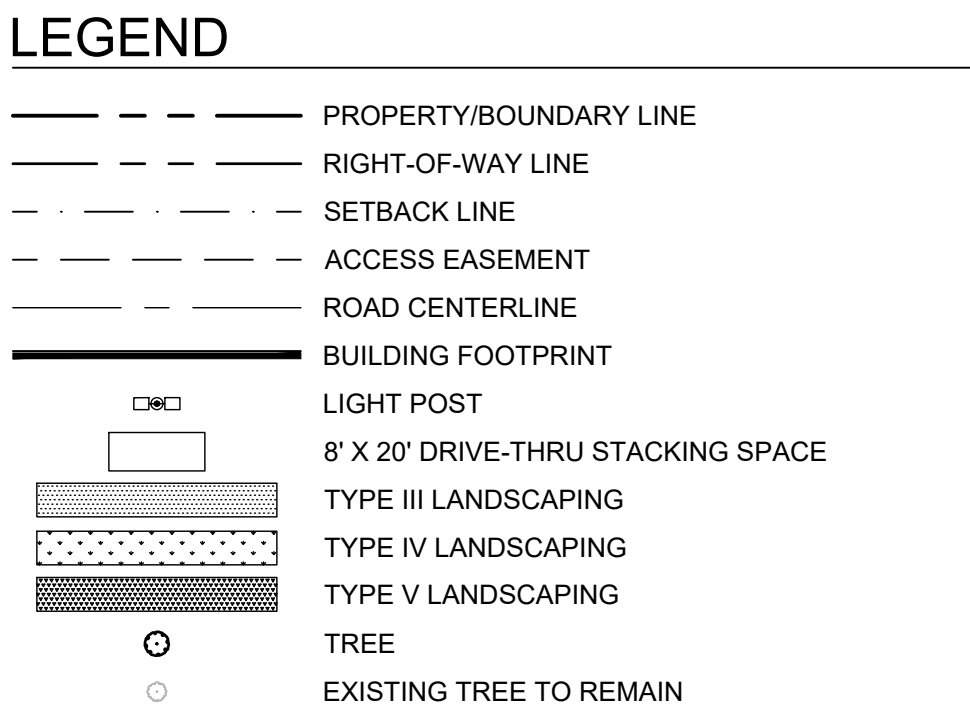 LEGEND
PROPERTY/BOUNDARY LINE
RIGHT-OF-WAY LINE
SETBACK LINE
ACCESS EASEMENT
ROAD CENTERLINE
BUILDING FOOTPRINT
LIGHT POST
8' X 20' DRIVE-THRU STACKING SPACE
TYPE III LANDSCAPING
TYPE IV LANDSCAPING
TYPE V LANDSCAPING
TREE
EXISTING TREE TO REMAIN